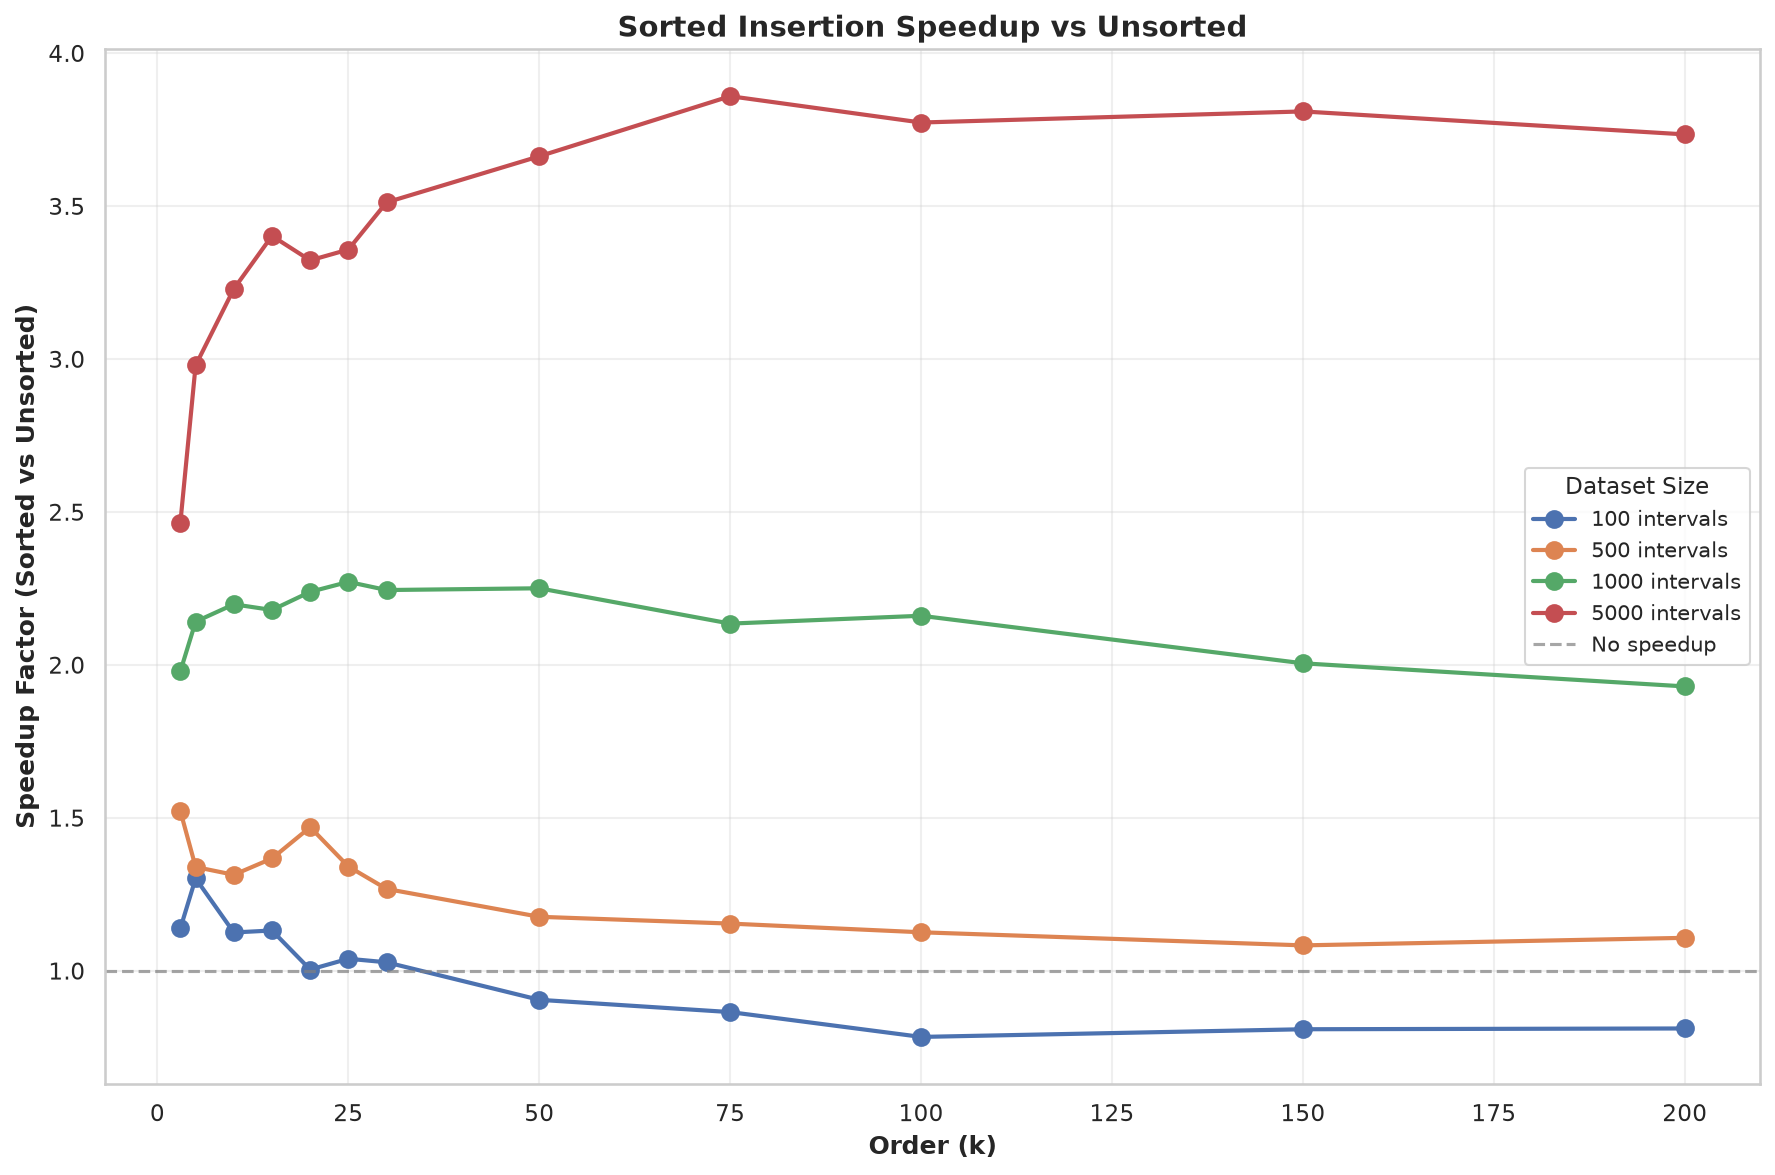 Sorted Insertion Speedup vs Unsorted
Speedup Factor (Sorted vs Unsorted)
4.0
3.5
3.0
2.5
2.0
1.5
1.0
Dataset Size
100 intervals
500 intervals
1000 intervals
5000 intervals
No speedup
0 25 50 75 100 125 150 175 200
Order (k)